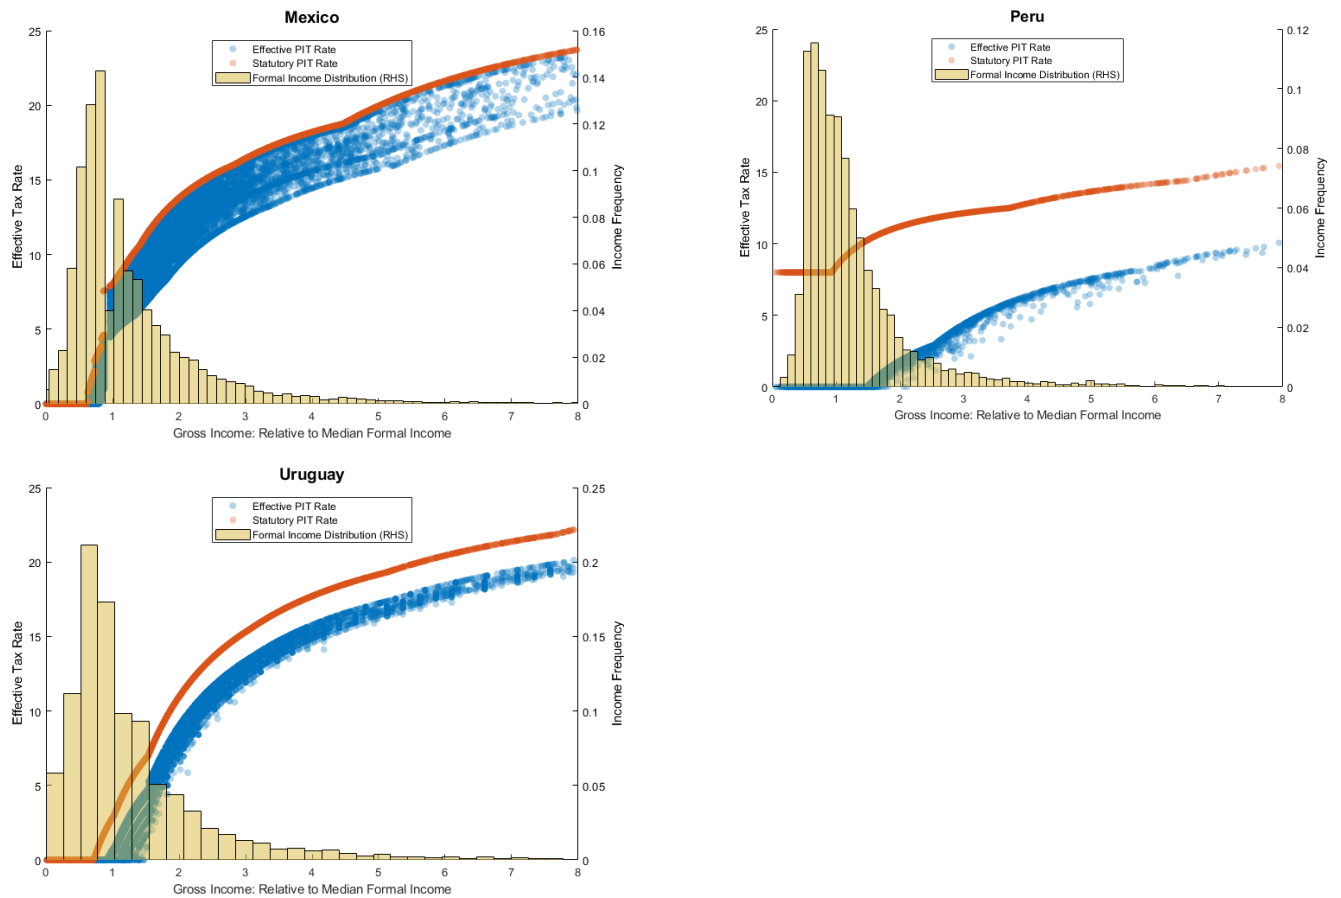 Mexico
Effective PIT Rate
Statutory PIT Rate
Formal Income Distribution (RHS)
25
20
15
10
5
0
Effective Tax Rate
0.16
0.14
0.12
0.1
0.08
0.06
0.04
0.02
0
Income Frequency
0 1 2 3 4 5 6 7 8
Gross Income: Relative to Median Formal Income
Peru
Effective PIT Rate
Statutory PIT Rate
Formal Income Distribution (RHS)
25
20
15
10
5
0
Effective Tax Rate
0.12
0.1
0.08
0.06
0.04
0.02
0
Income Frequency
0 1 2 3 4 5 6 7 8
Gross Income: Relative to Median Formal Income
Uruguay
Effective PIT Rate
Statutory PIT Rate
Formal Income Distribution (RHS)
25
20
15
10
5
0
Effective Tax Rate
0.25
0.2
0.15
0.1
0.05
0
Income Frequency
0 1 2 3 4 5 6 7 8
Gross Income: Relative to Median Formal Income